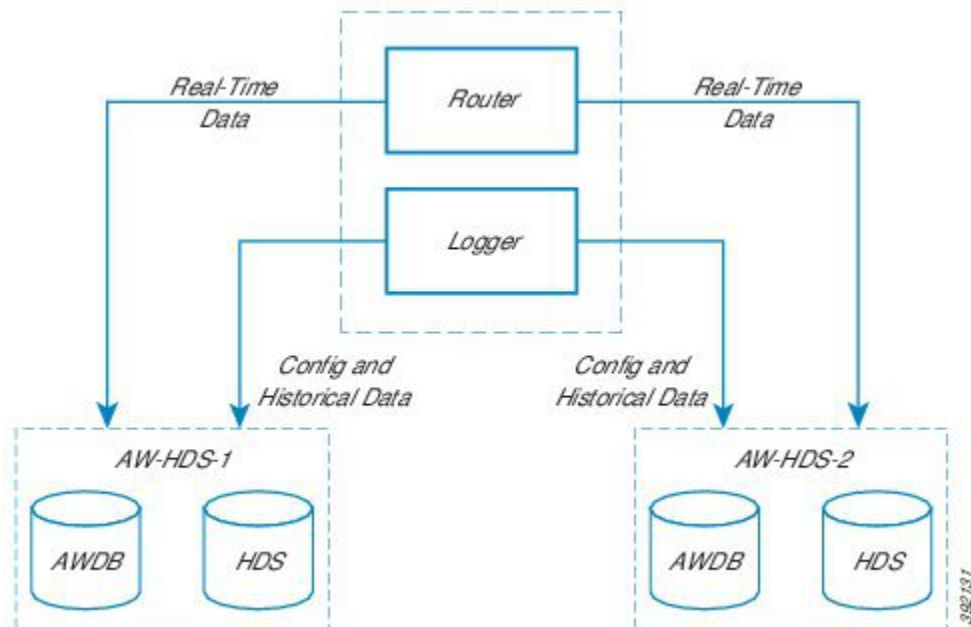 Real-Time
Data
Router
Real-Time
Data
Logger
Config and
Historical Data
Config and
Historical Data
AW-HDS-1
AWDB
HDS
AW-HDS-2
AWDB
HDS
392131